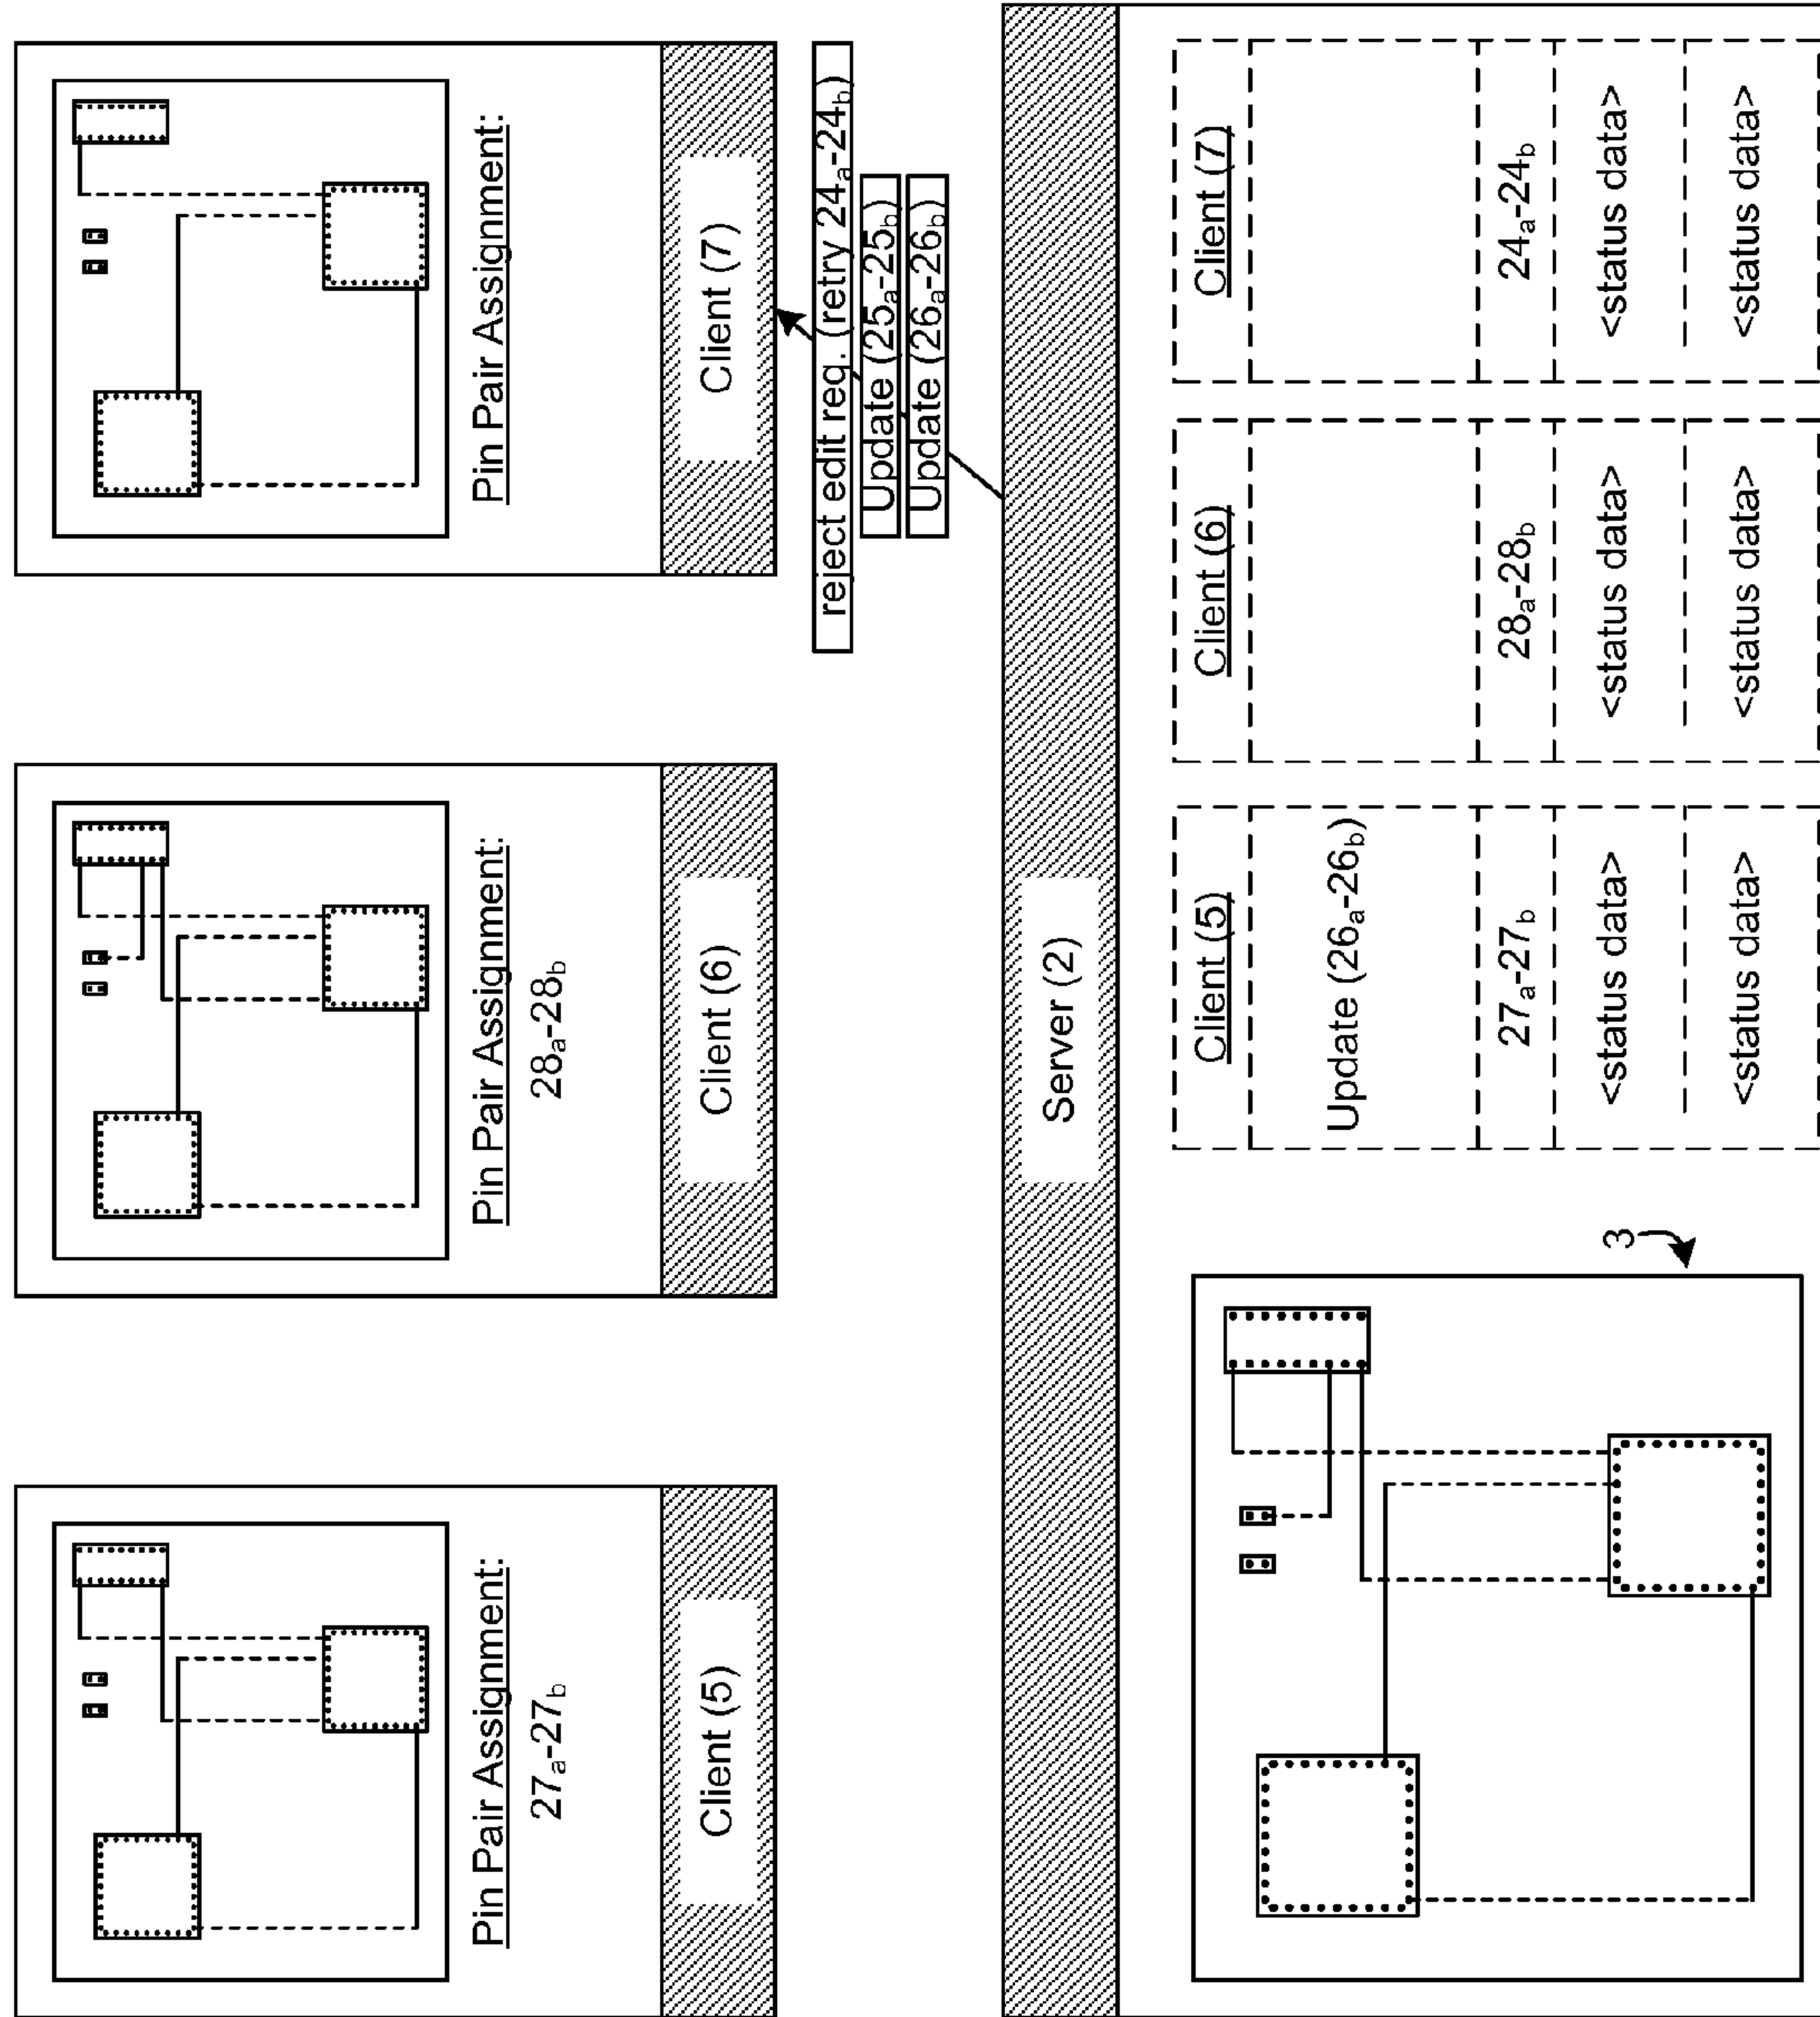 Pin Pair Assignment:
27a-27b
Client (5)
Pin Pair Assignment:
28a-28b
Client (6)
Pin Pair Assignment:
Client (7)
reject edit req. (retry 24a-24b)
Update (25a-25b)
Update (26a-26b)
Server (2)
3
Client (5)
Update (26a-26b)
27a-27b
<status data>
<status data>
Client (6)
28a-28b
<status data>
<status data>
Client (7)
24a-24b
<status data>
<status data>